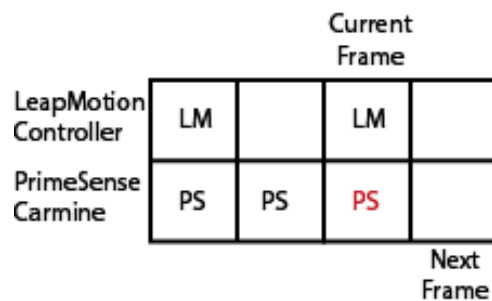 Current
Frame
LeapMotion
Controller
LM
LM
PrimeSense
Carmine
PS
PS
PS
Next
Frame